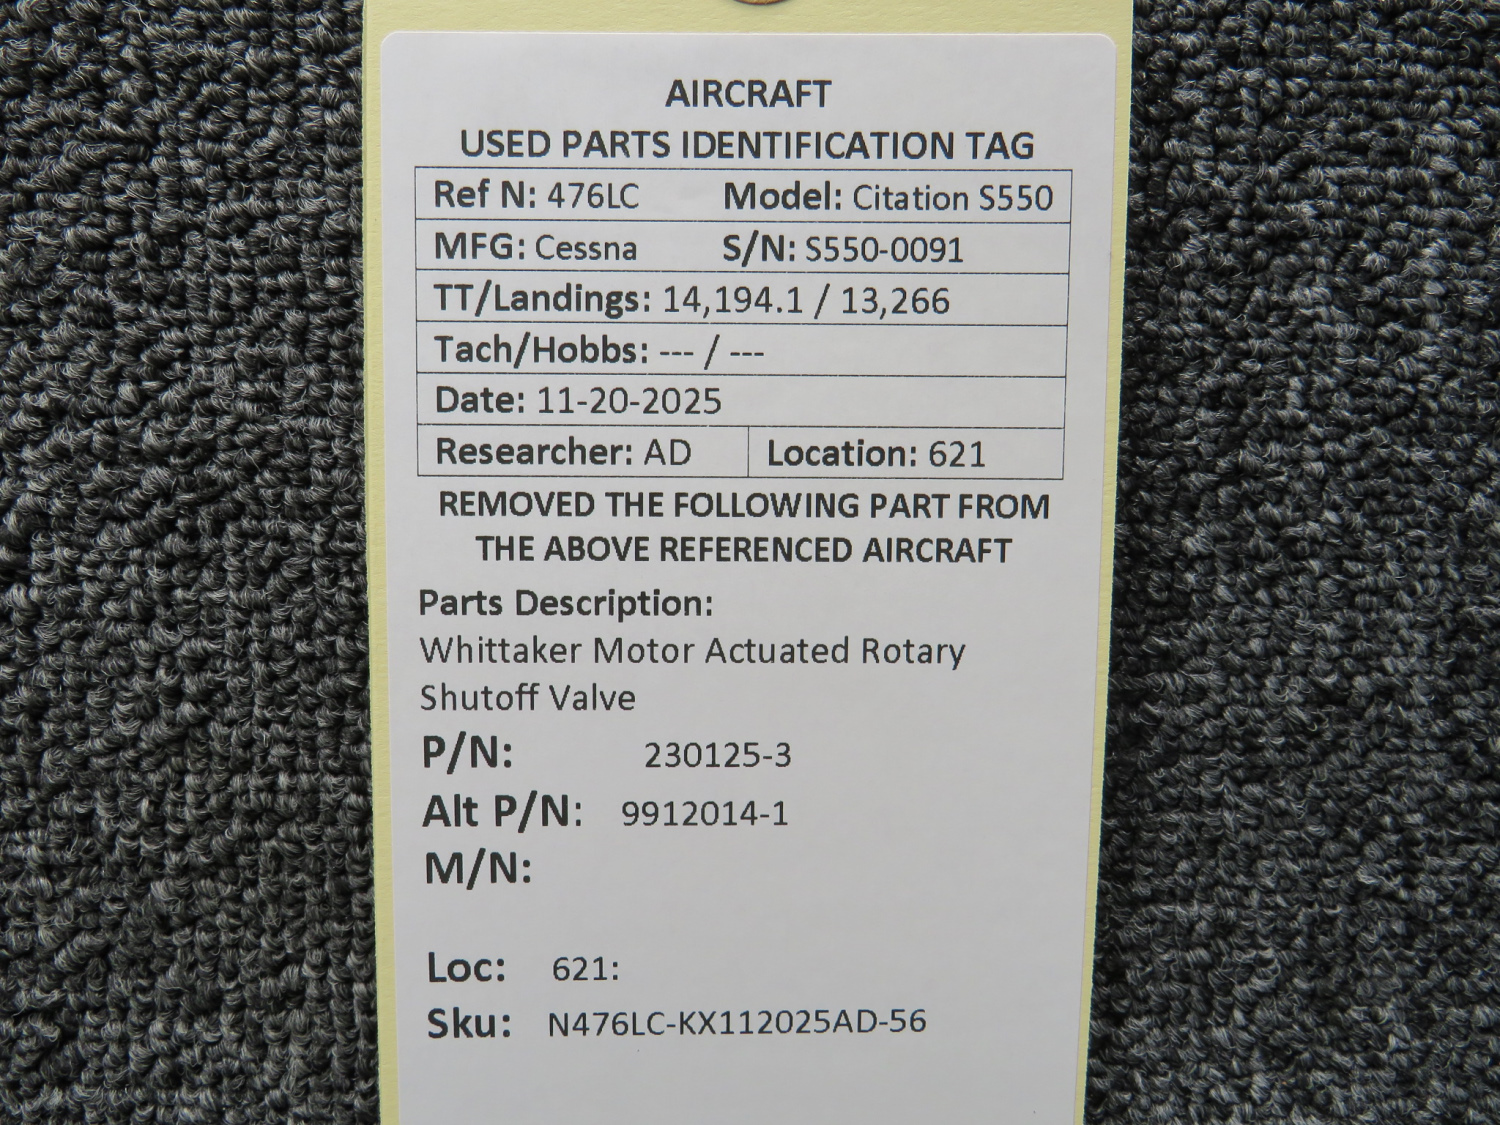 AIRCRAFT
USED PARTS IDENTIFICATION TAG
Ref N: 476LC Model: Citation S550
MFG: Cessna S/N: S550-0091
TT/Landings: 14,194.1 / 13,266
Tach/Hobbs: --- / ---
Date: 11-20-2025
Researcher: AD Location: 621
REMOVED THE FOLLOWING PART FROM
THE ABOVE REFERENCED AIRCRAFT
Parts Description:
Whittaker Motor Actuated Rotary
Shutoff Valve
P/N: 230125-3
Alt P/N: 9912014-1
M/N:
Loc: 621:
Sku: N476LC-KX112025AD-56